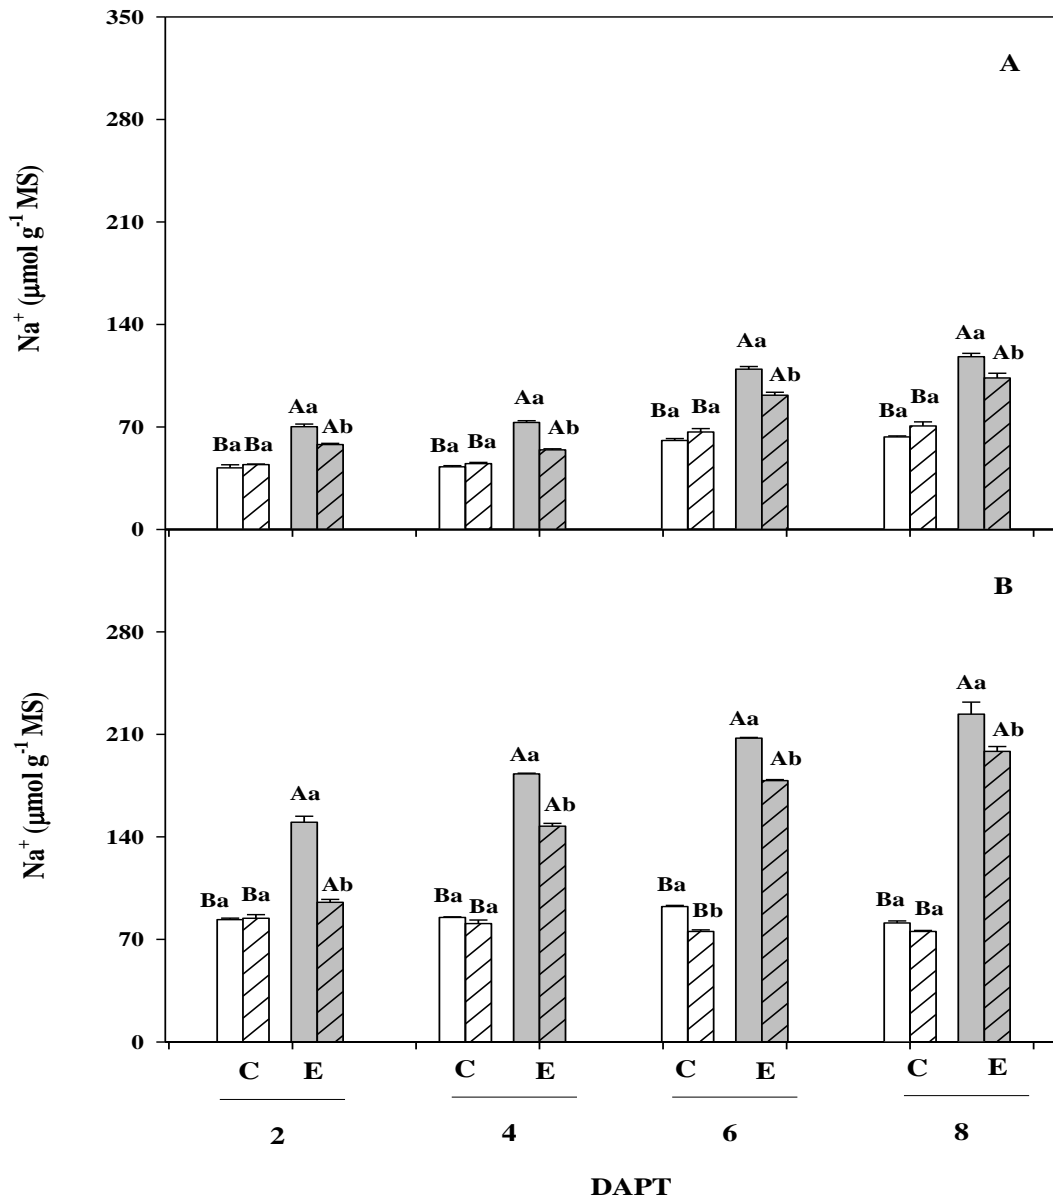 350
A
280
Na⁺ (µmol g⁻¹ MS)
210
140
Aa Aa
Ab Ab
Ba Ba Aa Ab Ba Ba Aa Ab Ba Ba Ba Ba
70
0
B
280
Na⁺ (µmol g⁻¹ MS)
Aa
210
Aa Ab
Aa Ab
140
Aa Ab
Ba Ba Ab Ba Ba Ba Bb Ba Ba
70
0
C E C E C E C E
2 4 6 8
DAPT